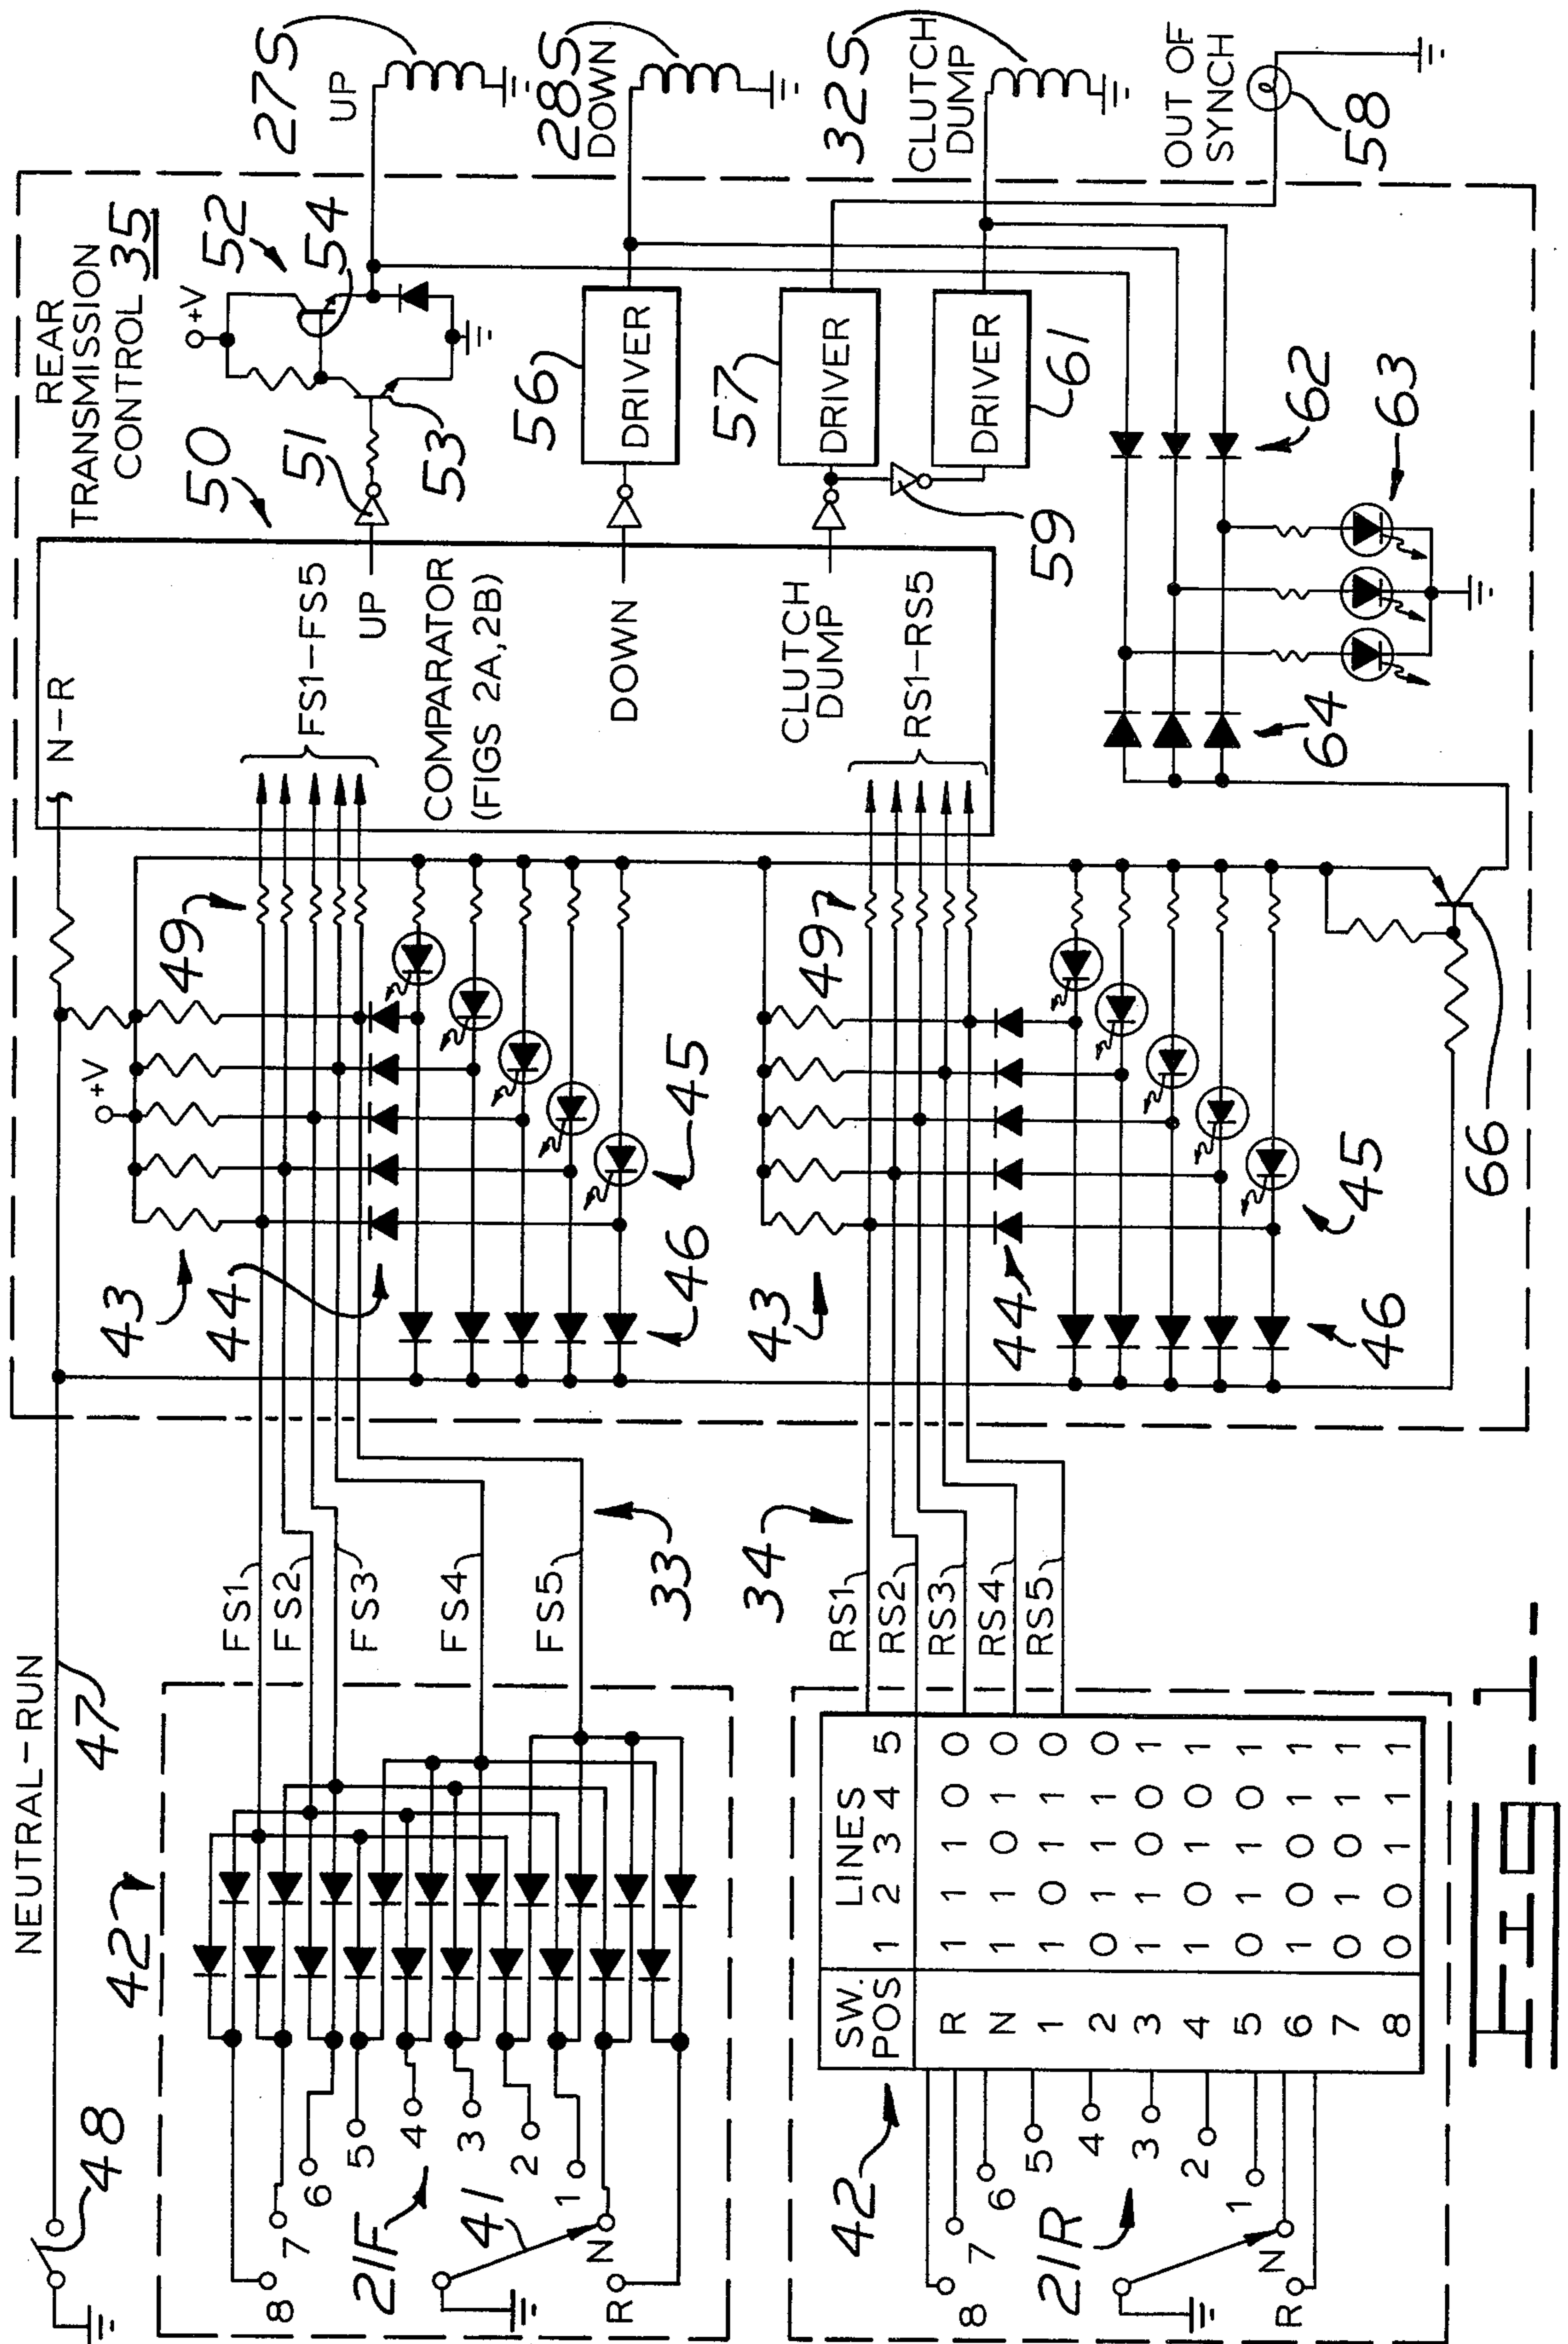 NEUTRAL-RUN
48
47
42
8
7
6
5
4
3
2
1
N
R
21F
41
FS1
FS2
FS3
FS4
FS5
33
REAR
TRANSMISSION
CONTROL 35
N-R
+V
43
49
44
45
46
FS1-FS5
50
UP
51
52
+V
53
54
COMPARATOR
(FIGS 2A, 2B)
DOWN
56
DRIVER
CLUTCH
DUMP
57
DRIVER
59
DRIVER
61
RS1-RS5
27S
UP
28S
DOWN
32S
CLUTCH
DUMP
OUT OF
SYNCH
58
62
63
64
66
34
RS1
RS2
RS3
RS4
RS5
43
49
44
45
46
42
8
7
6
5
4
3
2
1
N
R
21R
SW. POS LINES
1 2 3 4 5
R 1 1 1 0 0
N 1 1 0 1 0
1 1 0 1 1 0
2 0 1 1 1 0
3 1 1 0 0 1
4 1 0 1 0 1
5 0 1 1 0 1
6 1 0 0 1 1
7 0 1 0 1 1
8 0 0 1 1 1
FIG_1_